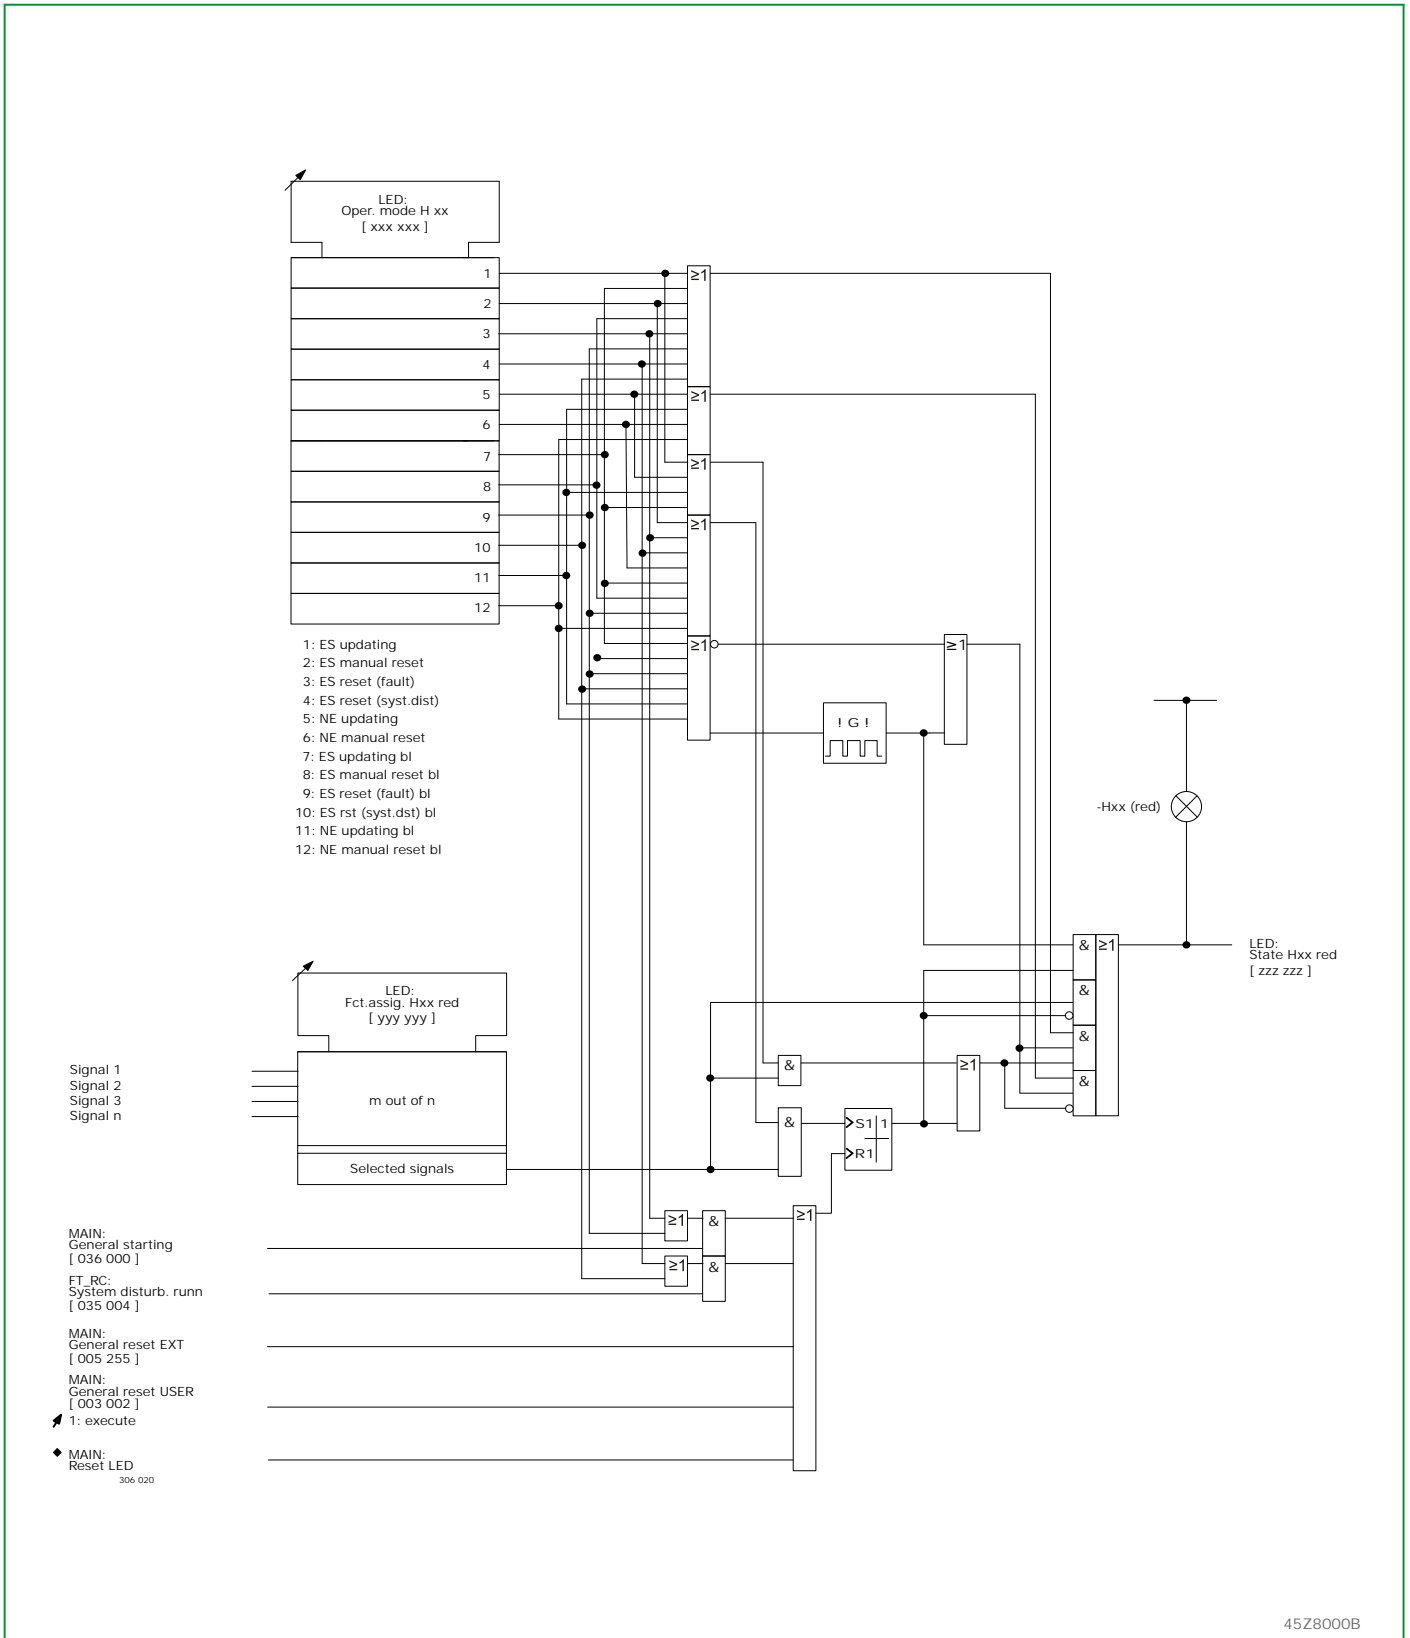 LED:
Oper. mode H xx
[ xxx xxx ]
1
2
3
4
5
6
7
8
9
10
11
12
≥1
≥1
≥1
≥1
≥1
≥1
1: ES updating
2: ES manual reset
3: ES reset (fault)
4: ES reset (syst.dist)
5: NE updating
6: NE manual reset
7: ES updating bl
8: ES manual reset bl
9: ES reset (fault) bl
10: ES rst (syst.dst) bl
11: NE updating bl
12: NE manual reset bl
! G !
-Hxx (red)
& ≥1
&
&
&
LED:
State Hxx red
[ zzz zzz ]
LED:
Fct.assig. Hxx red
[ yyy yyy ]
Signal 1
Signal 2
Signal 3
Signal n
m out of n
Selected signals
&
≥1
&
S1 1
R1
MAIN:
General starting
[ 036 000 ]
≥1 &
≥1
FT_RC:
System disturb. runn
[ 035 004 ]
≥1 &
MAIN:
General reset EXT
[ 005 255 ]
MAIN:
General reset USER
[ 003 002 ]
1: execute
MAIN:
Reset LED
306 020
45Z8000B